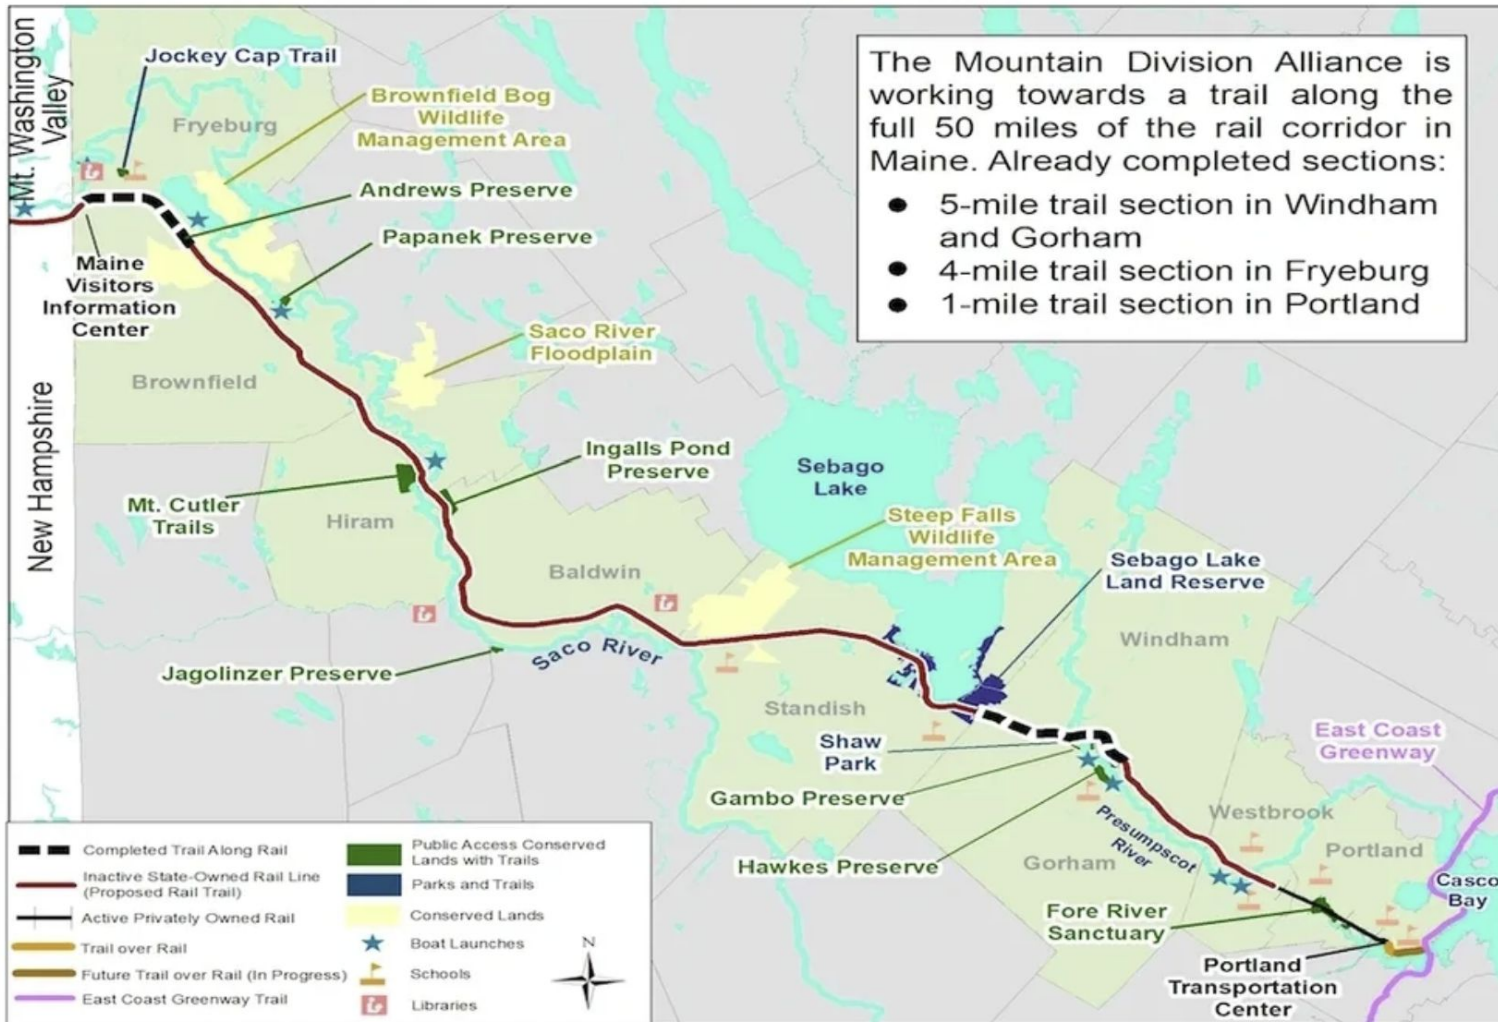 Mt. Washington
Valley
Jockey Cap Trail
Brownfield Bog
Wildlife
Management Area
Fryeburg
Andrews Preserve
Papanek Preserve
Maine
Visitors
Information
Center
The Mountain Division Alliance is
working towards a trail along the
full 50 miles of the rail corridor in
Maine. Already completed sections:
● 5-mile trail section in Windham
and Gorham
● 4-mile trail section in Fryeburg
● 1-mile trail section in Portland
Saco River
Floodplain
Brownfield
New Hampshire
Ingalls Pond
Preserve
Sebago
Lake
Mt. Cutler
Trails
Hiram
Steep Falls
Wildlife
Management Area
Baldwin
Sebago Lake
Land Reserve
Windham
Saco River
Jagolinzer Preserve
Standish
Shaw
Park
East Coast
Greenway
Gambo Preserve
Westbrook
Presumpscot
River
Hawkes Preserve
Gorham
Portland
Casco
Bay
Fore River
Sanctuary
Portland
Transportation
Center
Completed Trail Along Rail
Inactive State-Owned Rail Line
(Proposed Rail Trail)
Active Privately Owned Rail
Trail over Rail
Future Trail over Rail (In Progress)
East Coast Greenway Trail
Public Access Conserved
Lands with Trails
Parks and Trails
Conserved Lands
Boat Launches
Schools
Libraries
N